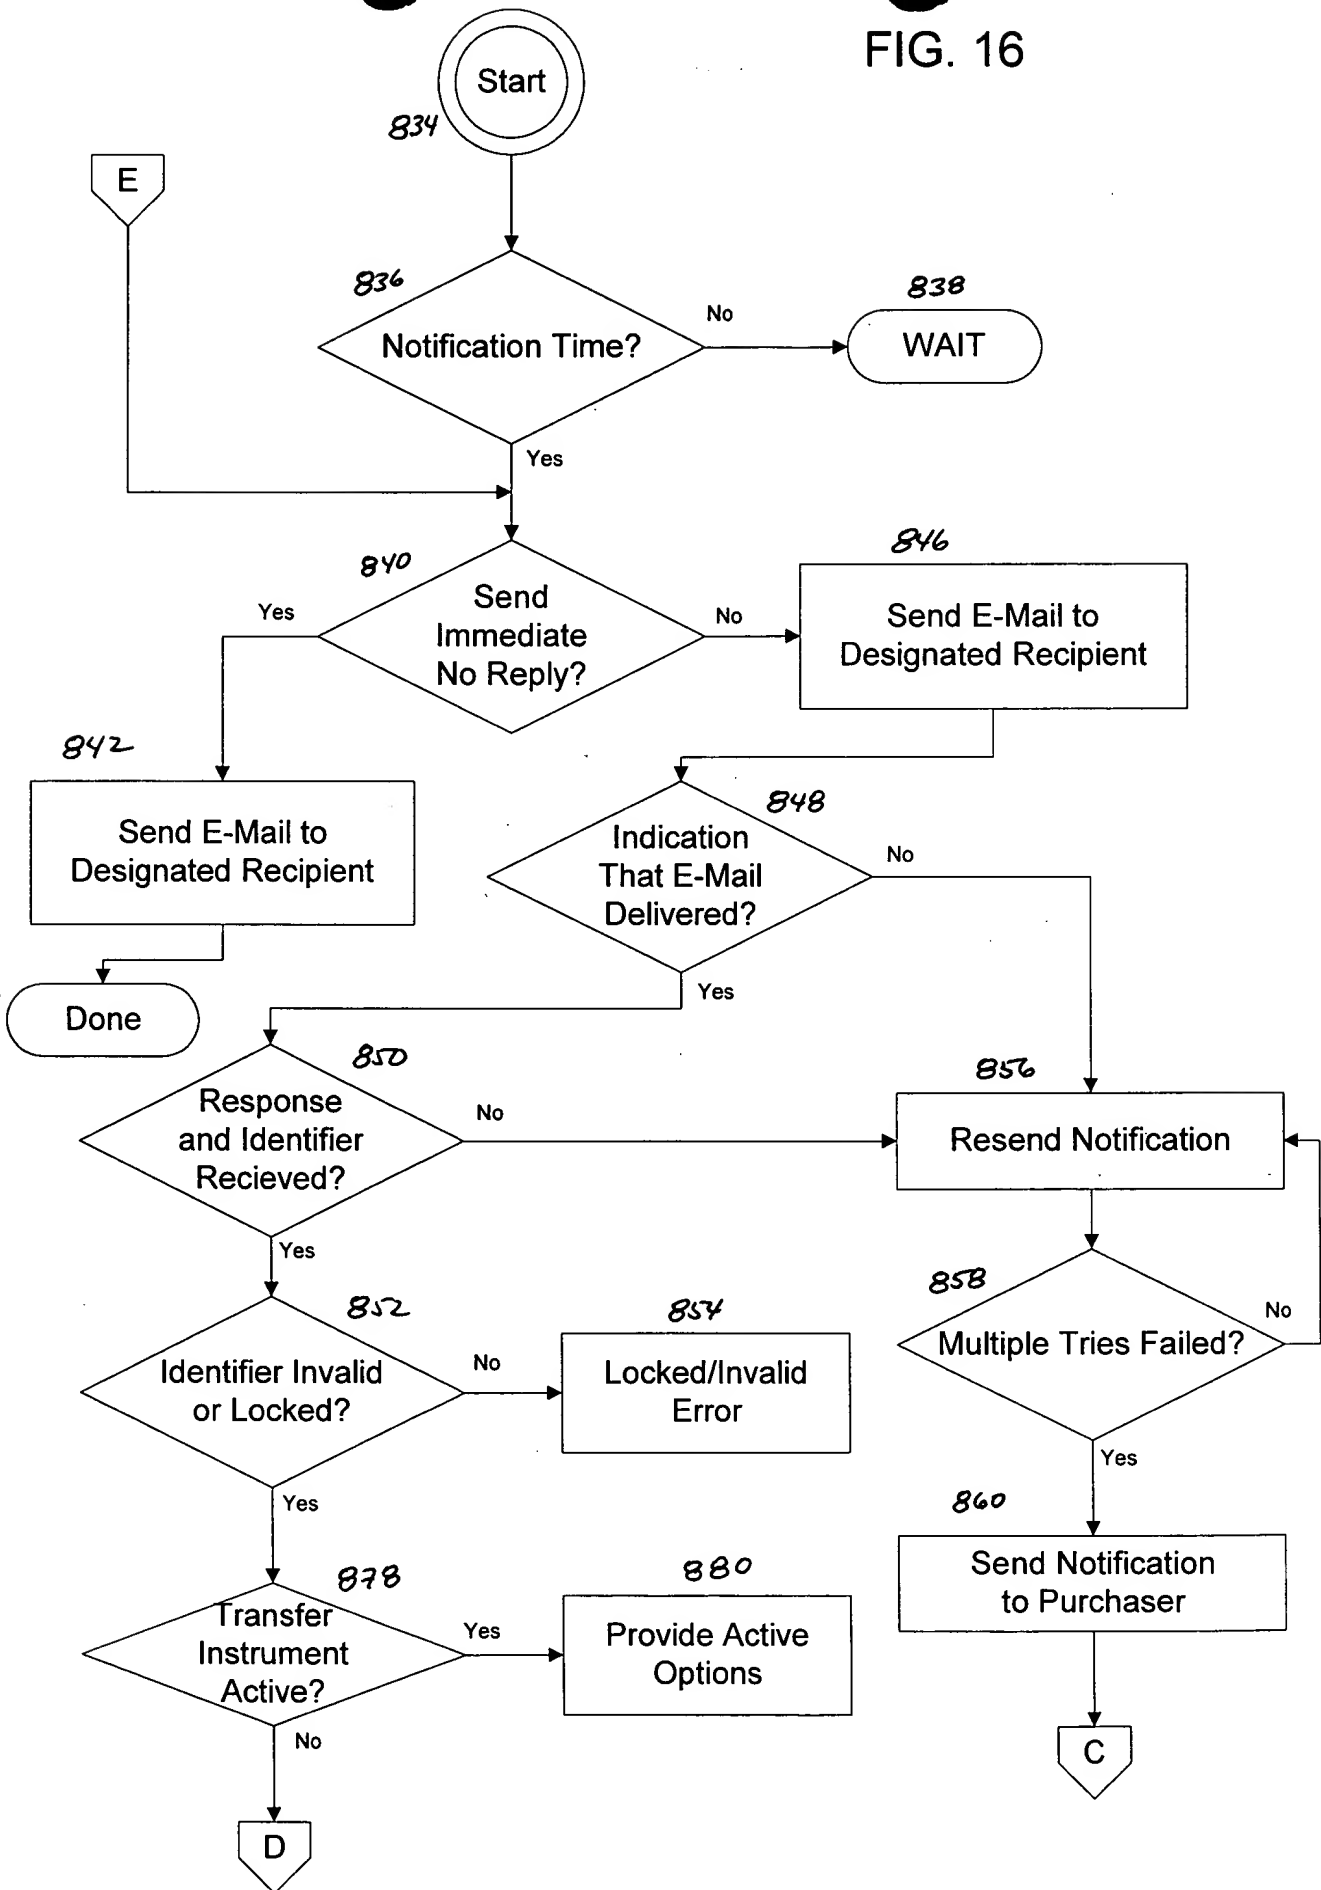 FIG. 16
Start
834
E
836
Notification Time?
No
838
WAIT
Yes
840
Send
Immediate
No Reply?
Yes
No
846
Send E-Mail to
Designated Recipient
842
Send E-Mail to
Designated Recipient
Done
848
Indication
That E-Mail
Delivered?
No
Yes
850
Response
and Identifier
Recieved?
No
856
Resend Notification
Yes
852
Identifier Invalid
or Locked?
No
854
Locked/Invalid
Error
858
Multiple Tries Failed?
No
Yes
Yes
860
Send Notification
to Purchaser
878
Transfer
Instrument
Active?
Yes
880
Provide Active
Options
No
C
D